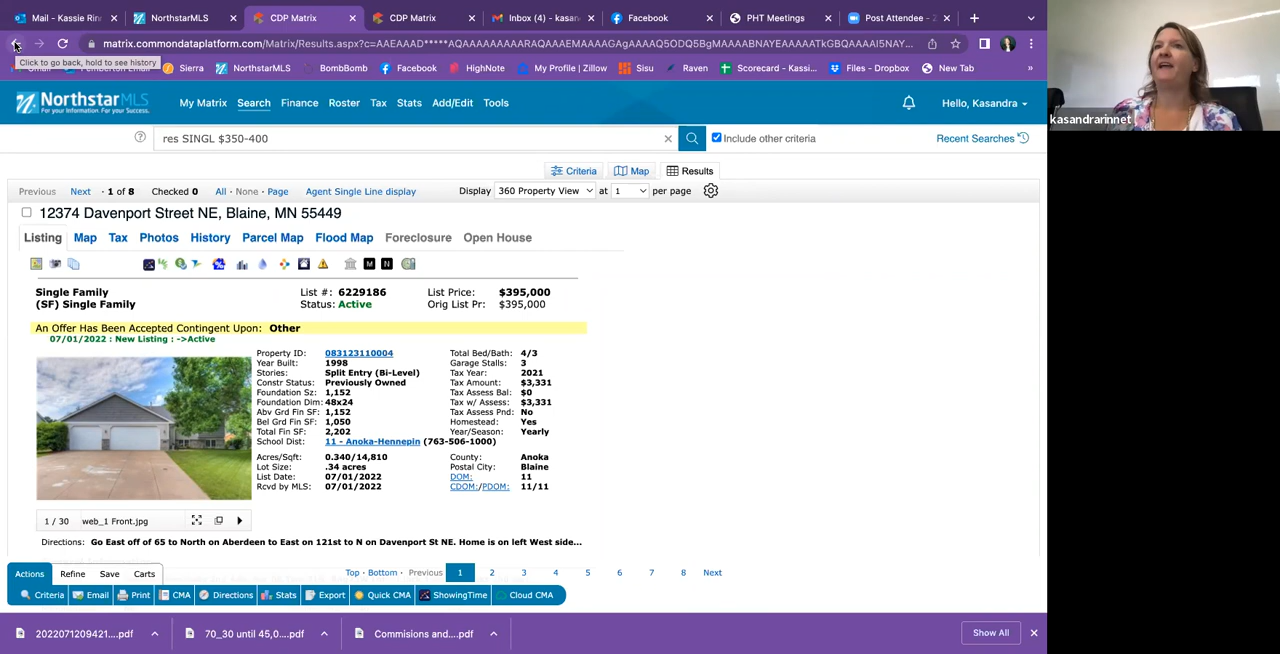 Mail - Kassie Rin
NorthstarMLS
CDP Matrix
CDP Matrix
Inbox (4) - kasan
Facebook
PHT Meetings
Post Attendee - Z
matrix.commondataplatform.com/Matrix/Results.aspx?c=AAEAAAD*****AQAAAAAAAAARAQAAAEMAAAAGAgAAAAQ5ODQ5BgMAAAABNAYEAAAAATkGBQAAAAI5NAY...
Click to go back, hold to see history
Sierra
NorthstarMLS
BombBomb
Facebook
HighNote
My Profile | Zillow
Sisu
Raven
Scorecard - Kassi...
Files - Dropbox
New Tab
»
NorthstarMLS
For your Information. For your Success.
My Matrix Search Finance Roster Tax Stats Add/Edit Tools
Hello, Kasandra
res SINGL $350-400
Include other criteria
Recent Searches
Criteria Map Results
Previous Next · 1 of 8 Checked 0 All · None · Page Agent Single Line display Display 360 Property View at 1 per page
12374 Davenport Street NE, Blaine, MN 55449
Listing Map Tax Photos History Parcel Map Flood Map Foreclosure Open House
Single Family List #: 6229186 List Price: $395,000
(SF) Single Family Status: Active Orig List Pr: $395,000
An Offer Has Been Accepted Contingent Upon: Other
07/01/2022 : New Listing : ->Active
Property ID: 083123110004 Total Bed/Bath: 4/3
Year Built: 1998 Garage Stalls: 3
Stories: Split Entry (Bi-Level) Tax Year: 2021
Constr Status: Previously Owned Tax Amount: $3,331
Foundation Sz: 1,152 Tax Assess Bal: $0
Foundation Dim: 48x24 Tax w/ Assess: $3,331
Abv Grd Fin SF: 1,152 Tax Assess Pnd: No
Bel Grd Fin SF: 1,050 Homestead: Yes
Total Fin SF: 2,202 Year/Season: Yearly
School Dist: 11 - Anoka-Hennepin (763-506-1000)
Acres/Sqft: 0.340/14,810 County: Anoka
Lot Size: .34 acres Postal City: Blaine
List Date: 07/01/2022 DOM: 11
Rcvd by MLS: 07/01/2022 CDOM:/PDOM: 11/11
1 / 30 web_1 Front.jpg
Directions: Go East off of 65 to North on Aberdeen to East on 121st to N on Davenport St NE. Home is on left West side...
Actions Refine Save Carts
Top · Bottom · Previous 1 2 3 4 5 6 7 8 Next
Criteria Email Print CMA Directions Stats Export Quick CMA ShowingTime Cloud CMA
2022071209421....pdf
70_30 until 45,0....pdf
Commisions and....pdf
Show All
kasandrarinnet